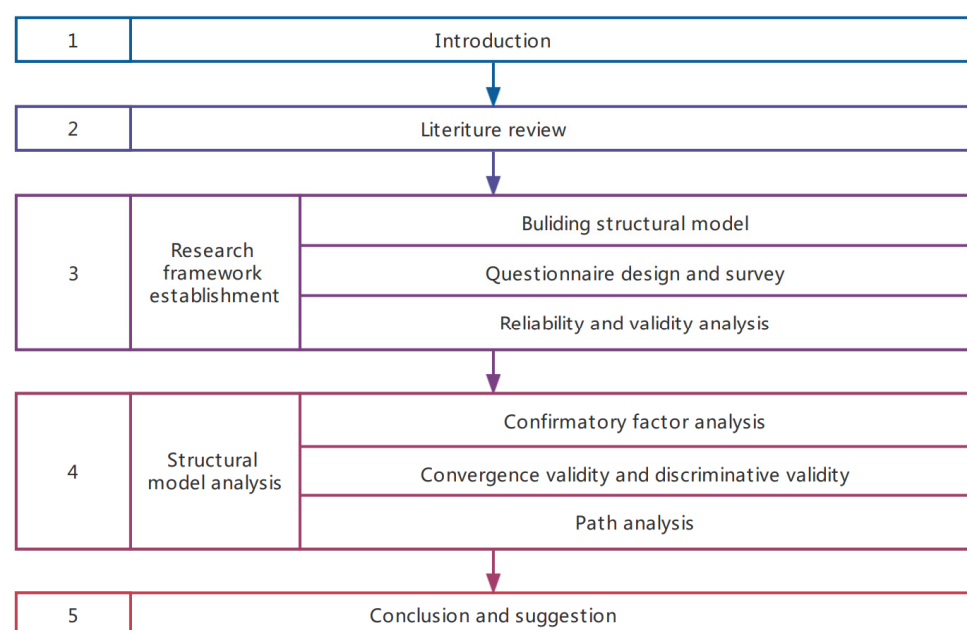 1
Introduction
2
Literiture review
3
Research
framework
establishment
Buliding structural model
Questionnaire design and survey
Reliability and validity analysis
4
Structural
model analysis
Confirmatory factor analysis
Convergence validity and discriminative validity
Path analysis
5
Conclusion and suggestion